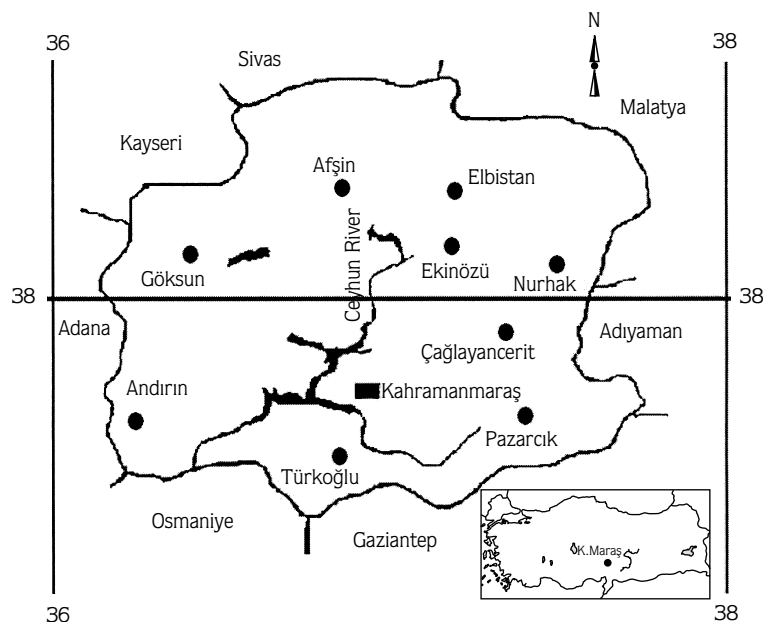 N
36
38
Sivas
Malatya
Kayseri
Afşin
Elbistan
Ceyhun River
Göksun
Ekinözü
Nurhak
38
38
Adana
Adıyaman
Çağlayancerit
Andırın
Kahramanmaraş
Pazarcık
Türkoğlu
Osmaniye
Gaziantep
K.Maraş
36
38